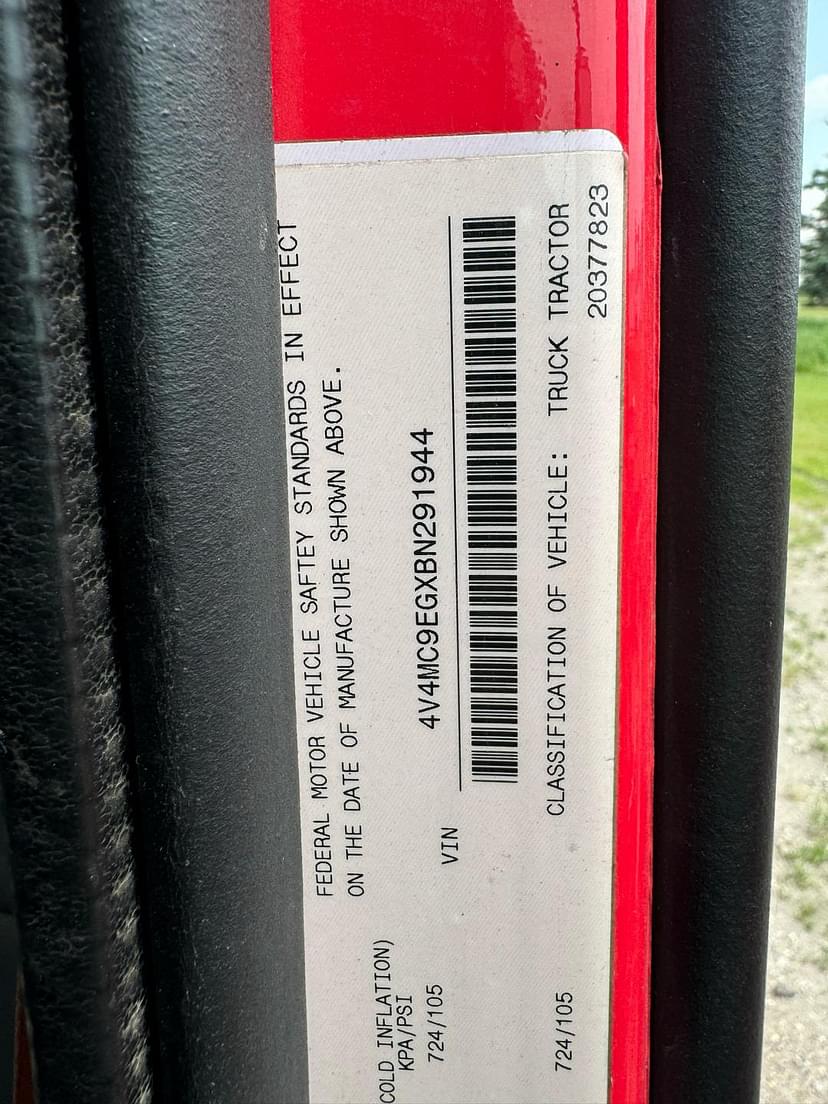 FEDERAL MOTOR VEHICLE SAFTEY STANDARDS IN EFFECT
ON THE DATE OF MANUFACTURE SHOWN ABOVE.
COLD INFLATION)
KPA/PSI
724/105
VIN 4V4MC9EGXBN291944
724/105 CLASSIFICATION OF VEHICLE: TRUCK TRACTOR
20377823